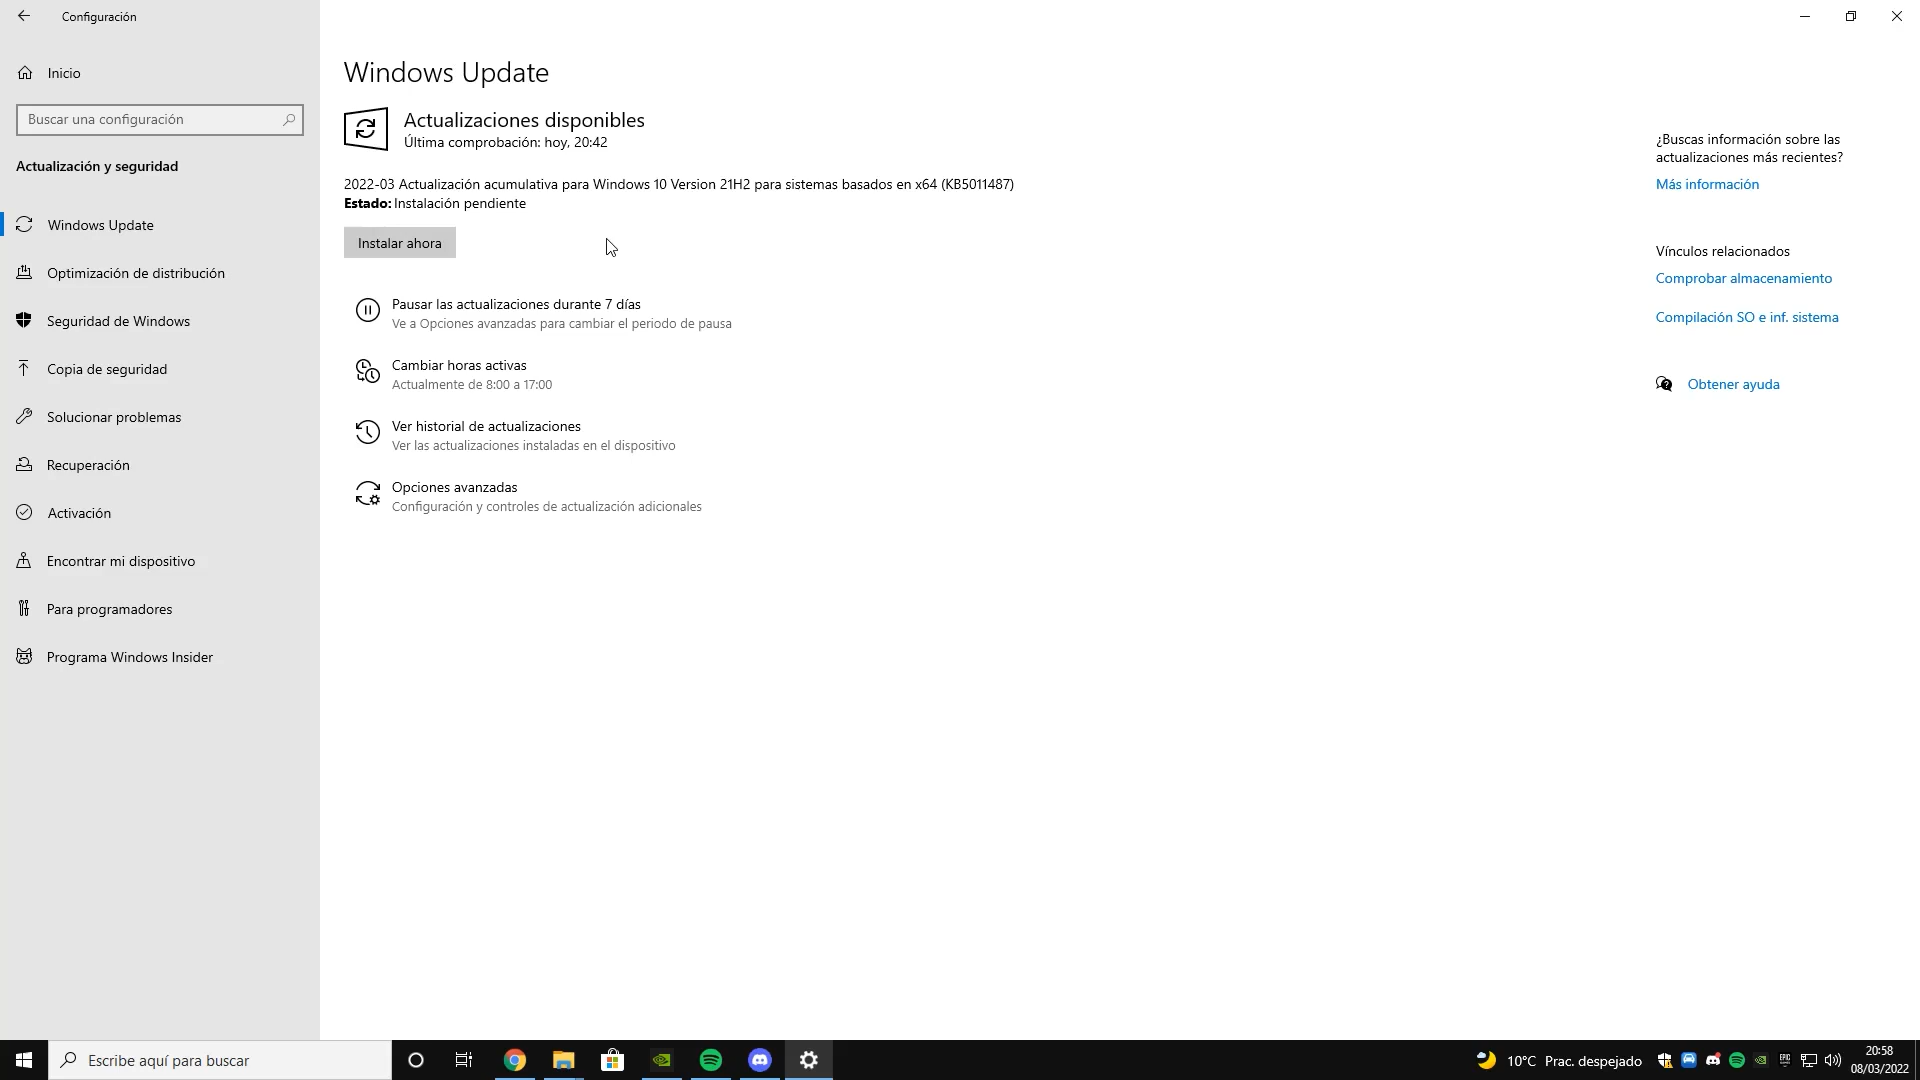 Configuración
Inicio
Buscar una configuración
Actualización y seguridad
Windows Update
Optimización de distribución
Seguridad de Windows
Copia de seguridad
Solucionar problemas
Recuperación
Activación
Encontrar mi dispositivo
Para programadores
Programa Windows Insider
Windows Update
Actualizaciones disponibles
Última comprobación: hoy, 20:42
2022-03 Actualización acumulativa para Windows 10 Version 21H2 para sistemas basados en x64 (KB5011487)
Estado: Instalación pendiente
Instalar ahora
Pausar las actualizaciones durante 7 días
Ve a Opciones avanzadas para cambiar el periodo de pausa
Cambiar horas activas
Actualmente de 8:00 a 17:00
Ver historial de actualizaciones
Ver las actualizaciones instaladas en el dispositivo
Opciones avanzadas
Configuración y controles de actualización adicionales
¿Buscas información sobre las
actualizaciones más recientes?
Más información
Vínculos relacionados
Comprobar almacenamiento
Compilación SO e inf. sistema
Obtener ayuda
Escribe aquí para buscar
10°C Prac. despejado
EPIC
20:58
08/03/2022